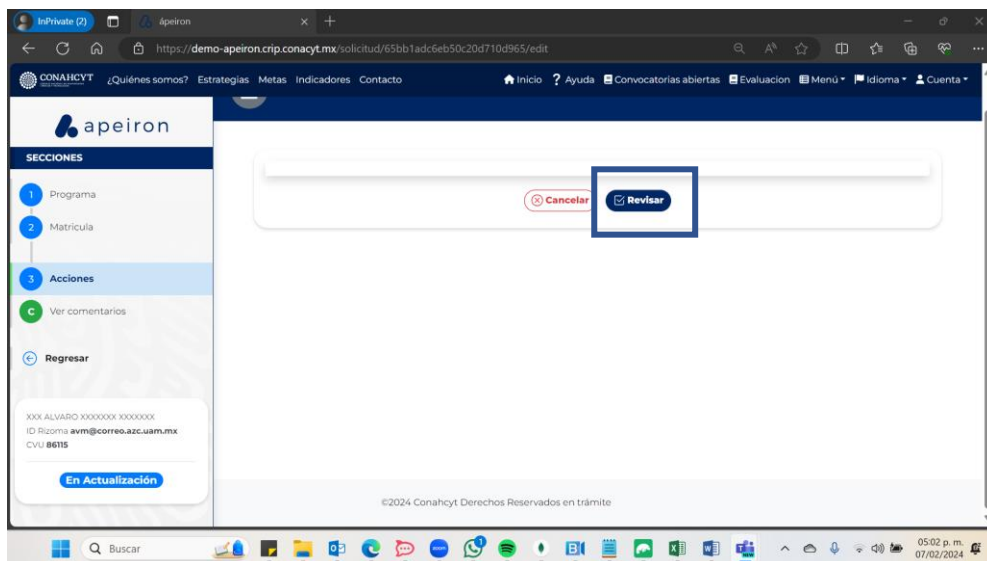 InPrivate (2)
ápeiron
https://demo-apeiron.crip.conacyt.mx/solicitud/65bb1adc6eb50c20d710d965/edit
CONAHCYT ¿Quiénes somos? Estrategias Metas Indicadores Contacto Inicio ? Ayuda Convocatorias abiertas Evaluacion Menú Idioma Cuenta
apeiron
SECCIONES
1 Programa
2 Matricula
3 Acciones
C Ver comentarios
Regresar
Cancelar Revisar
XXX ALVARO XXXXXXX XXXXXXX
ID Rizoma avm@correo.azc.uam.mx
CVU 86115
En Actualización
©2024 Conahcyt Derechos Reservados en trámite
Buscar
05:02 p. m.
07/02/2024